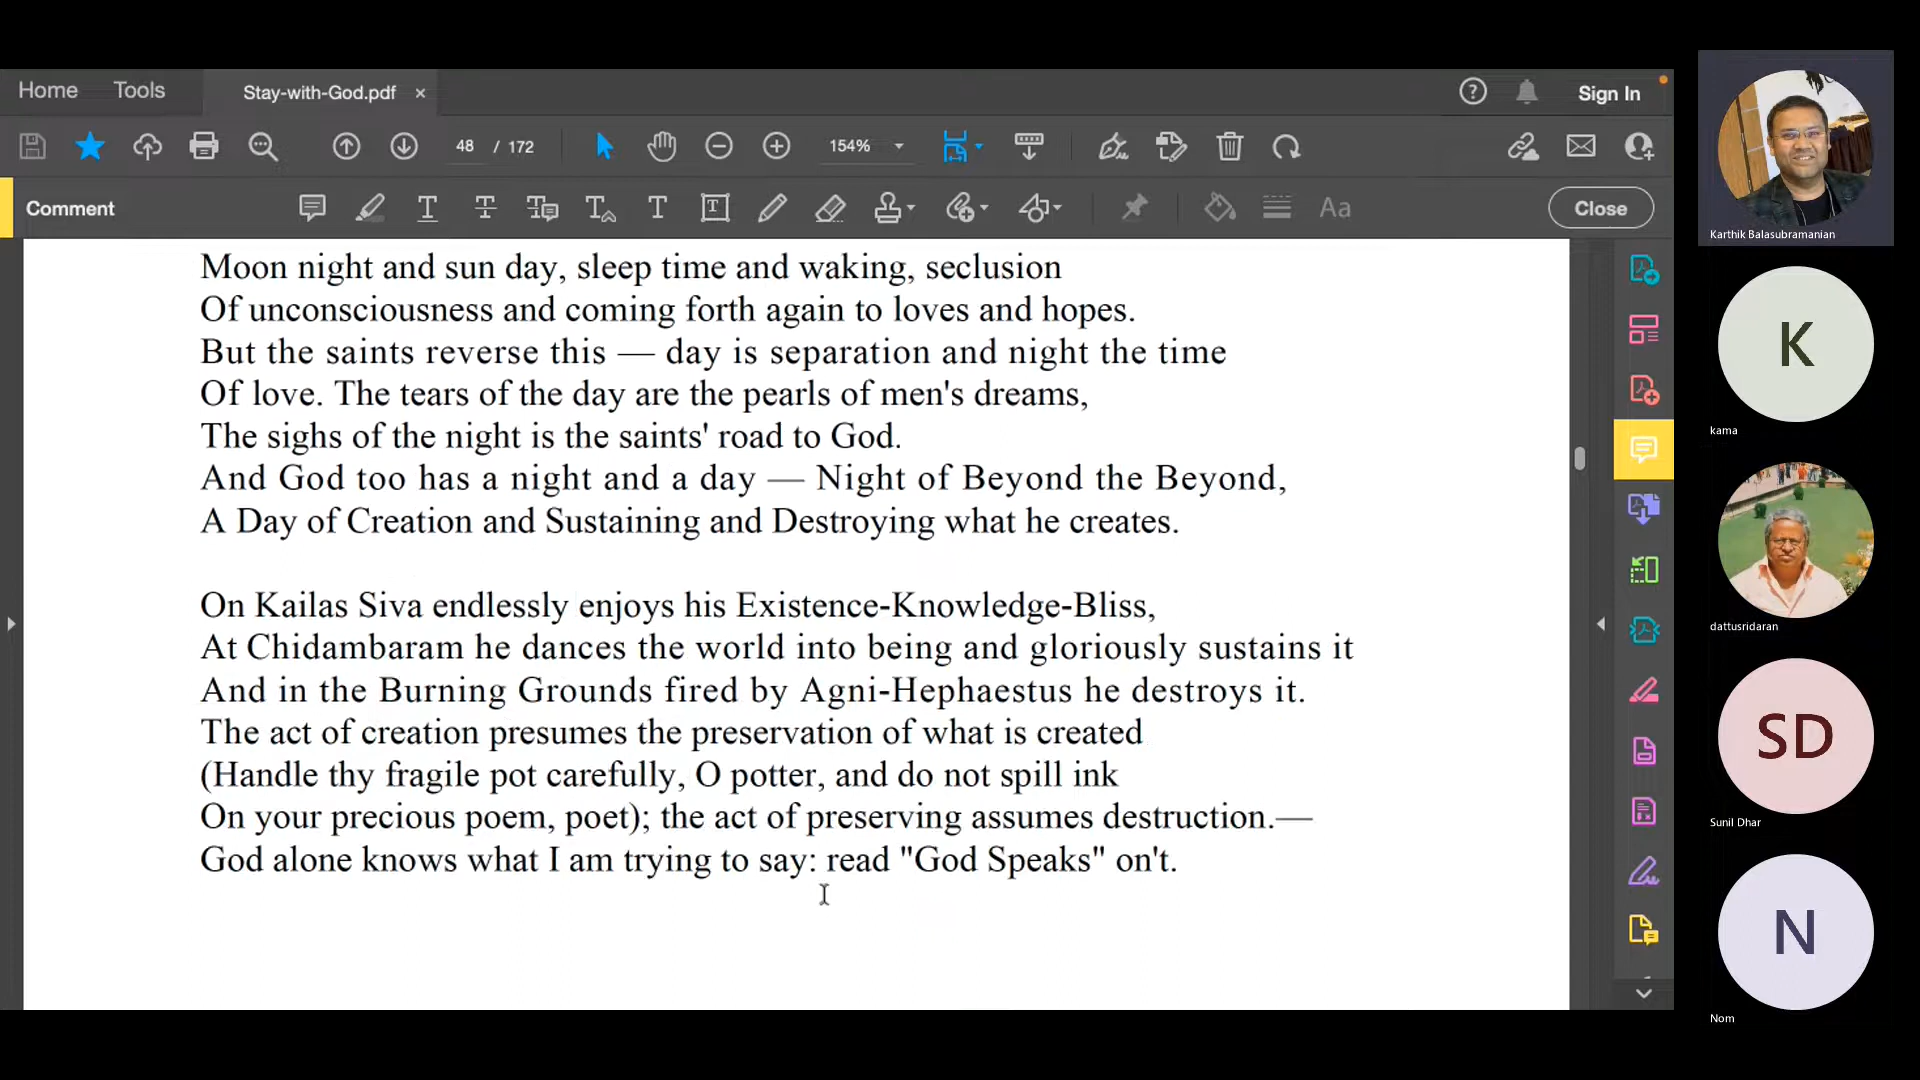 Home Tools Stay-with-God.pdf × Sign In
48 / 172 154%
Comment Close
Moon night and sun day, sleep time and waking, seclusion
Of unconsciousness and coming forth again to loves and hopes.
But the saints reverse this — day is separation and night the time
Of love. The tears of the day are the pearls of men's dreams,
The sighs of the night is the saints' road to God.
And God too has a night and a day — Night of Beyond the Beyond,
A Day of Creation and Sustaining and Destroying what he creates.
On Kailas Siva endlessly enjoys his Existence-Knowledge-Bliss,
At Chidambaram he dances the world into being and gloriously sustains it
And in the Burning Grounds fired by Agni-Hephaestus he destroys it.
The act of creation presumes the preservation of what is created
(Handle thy fragile pot carefully, O potter, and do not spill ink
On your precious poem, poet); the act of preserving assumes destruction.—
God alone knows what I am trying to say: read "God Speaks" on't.
Karthik Balasubramanian
K
kama
dattusridaran
SD
Sunil Dhar
N
Nom